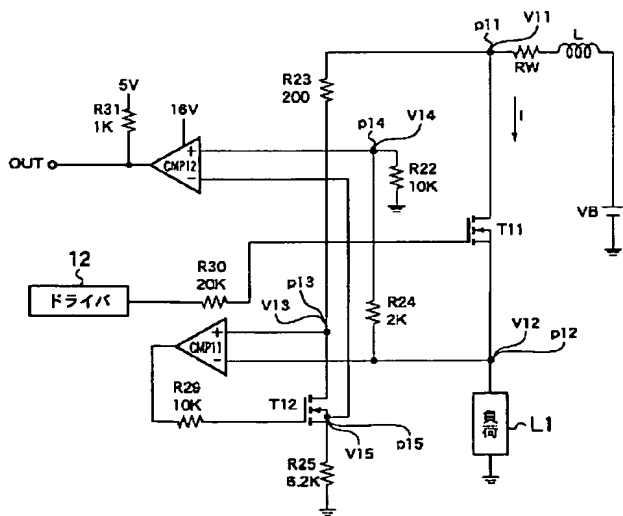 p11
V11
L
RW
R23
200
5V
R31
1K
16V
p14
V14
I
OUT
+
CMP12
−
R22
10K
VB
T11
12
ドライバ
R30
20K
p13
V13
R24
2K
V12
p12
+
CMP11
−
R29
10K
T12
V15
p15
負荷
L1
R25
8.2K